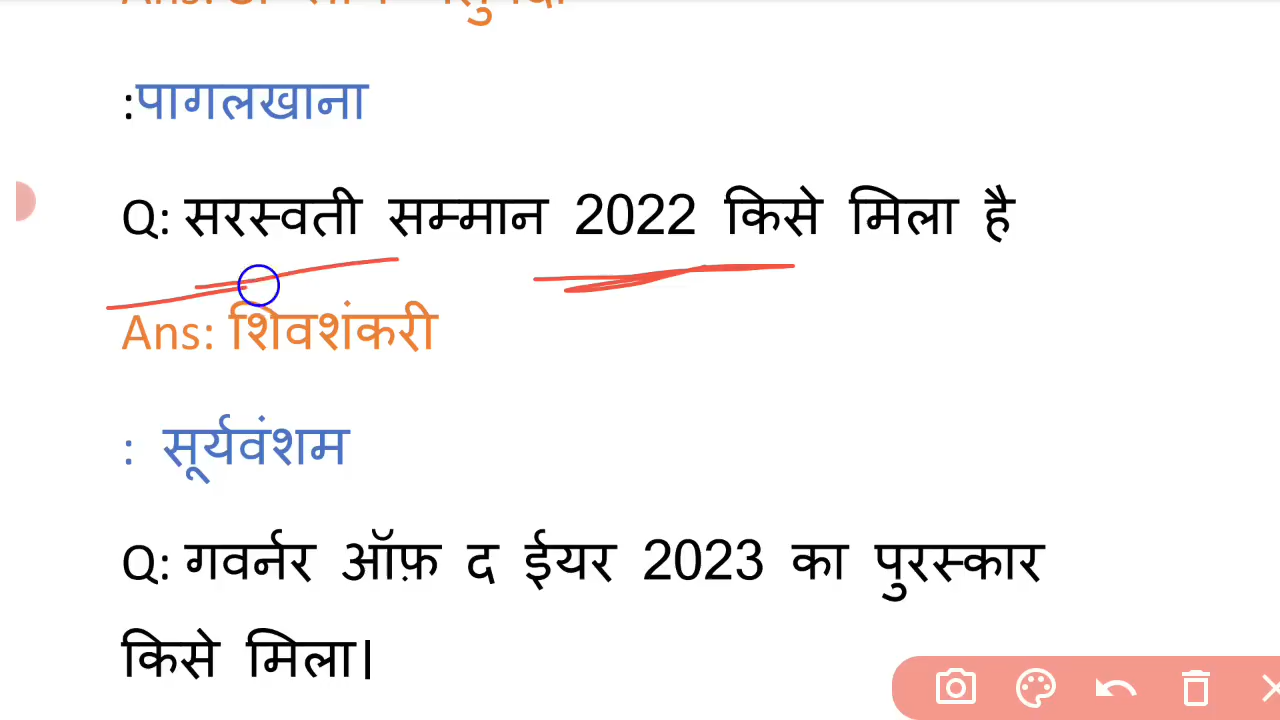 :पागलखाना
Q: सरस्वती सम्मान 2022 किसे मिला है
Ans: शिवशंकरी
: सूर्यवंशम
Q: गवर्नर ऑफ़ द ईयर 2023 का पुरस्कार
किसे मिला।